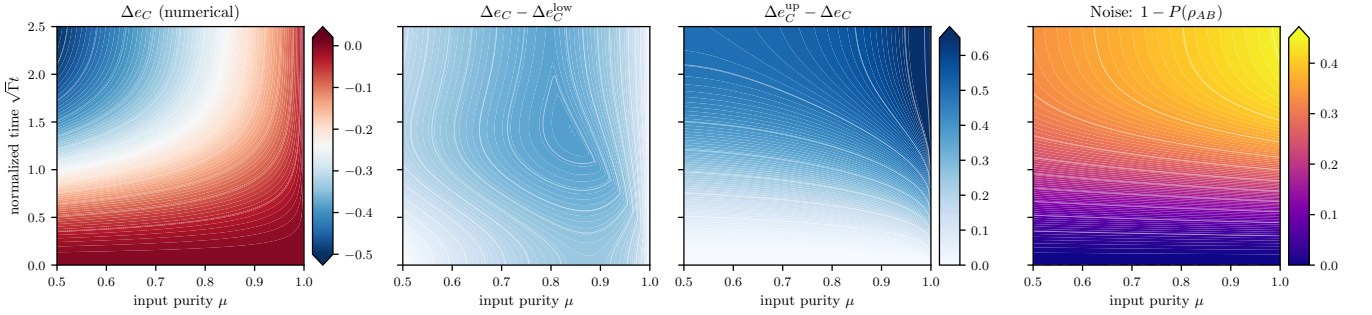 Δe_C (numerical)
Δe_C − Δe_C^low
Δe_C^up − Δe_C
Noise: 1 − P(ρ_AB)
normalized time √Γt
2.5
2.0
1.5
1.0
0.5
0.0
0.5 0.6 0.7 0.8 0.9 1.0
input purity μ
0.0
−0.1
−0.2
−0.3
−0.4
−0.5
0.5 0.6 0.7 0.8 0.9 1.0
input purity μ
0.5 0.6 0.7 0.8 0.9 1.0
input purity μ
0.6
0.5
0.4
0.3
0.2
0.1
0.0
0.5 0.6 0.7 0.8 0.9 1.0
input purity μ
0.4
0.3
0.2
0.1
0.0